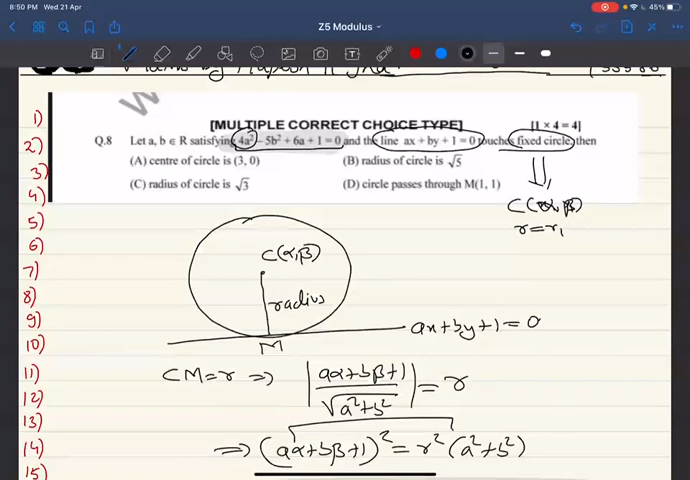 8:50 PM Wed 21 Apr
45%
Z5 Modulus
1)
[MULTIPLE CORRECT CHOICE TYPE] [1 × 4 = 4]
2) Q.8 Let a, b ∈ R satisfying 4a² – 5b² + 6a + 1 = 0 and the line ax + by + 1 = 0 touches fixed circle, then
3) (A) centre of circle is (3, 0) (B) radius of circle is √5
4) (C) radius of circle is √3 (D) circle passes through M(1, 1)
C(α, β)
5) r = r₁
6)
7) C(α, β)
8) radius
9) ax + by + 1 = 0
10) M
11) CM = r ⇒ |aα + bβ + 1 / √a² + b²| = r
12)
13)
14) ⇒ (aα + bβ + 1)² = r² (a² + b²)
15)